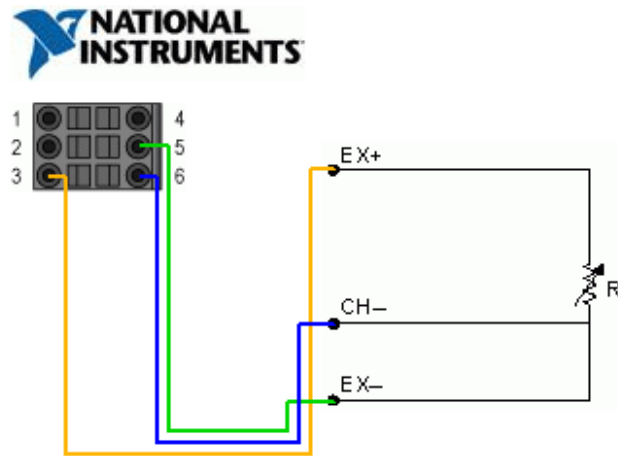 NATIONAL
INSTRUMENTS
1 4
2 5
3 6
EX+
R
CH–
EX–